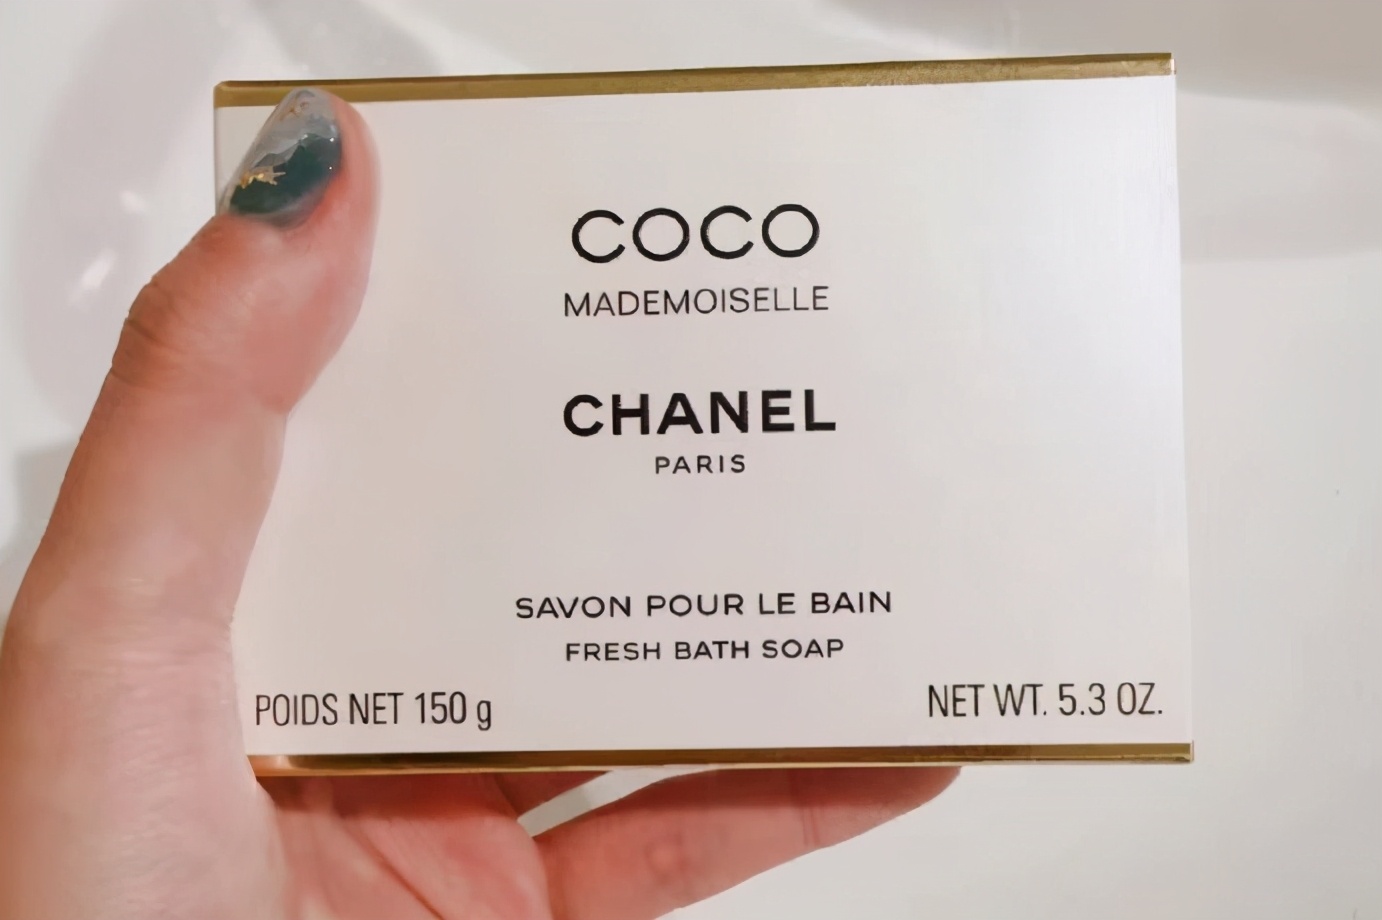 COCO
MADEMOISELLE
CHANEL
PARIS
SAVON POUR LE BAIN
FRESH BATH SOAP
POIDS NET 150 g
NET WT. 5.3 OZ.